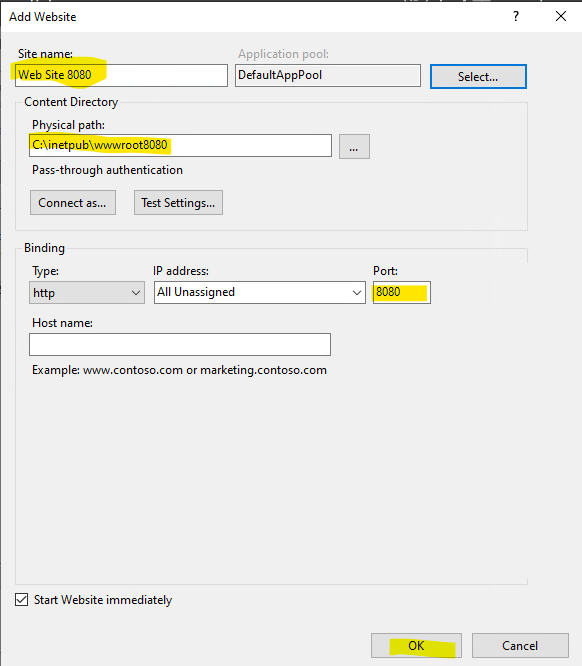 Add Website
? ×
Site name:
Application pool:
Web Site 8080
DefaultAppPool
Select...
Content Directory
Physical path:
C:\inetpub\wwwroot8080
...
Pass-through authentication
Connect as...
Test Settings...
Binding
Type:
IP address:
Port:
http
All Unassigned
8080
Host name:
Example: www.contoso.com or marketing.contoso.com
Start Website immediately
OK
Cancel